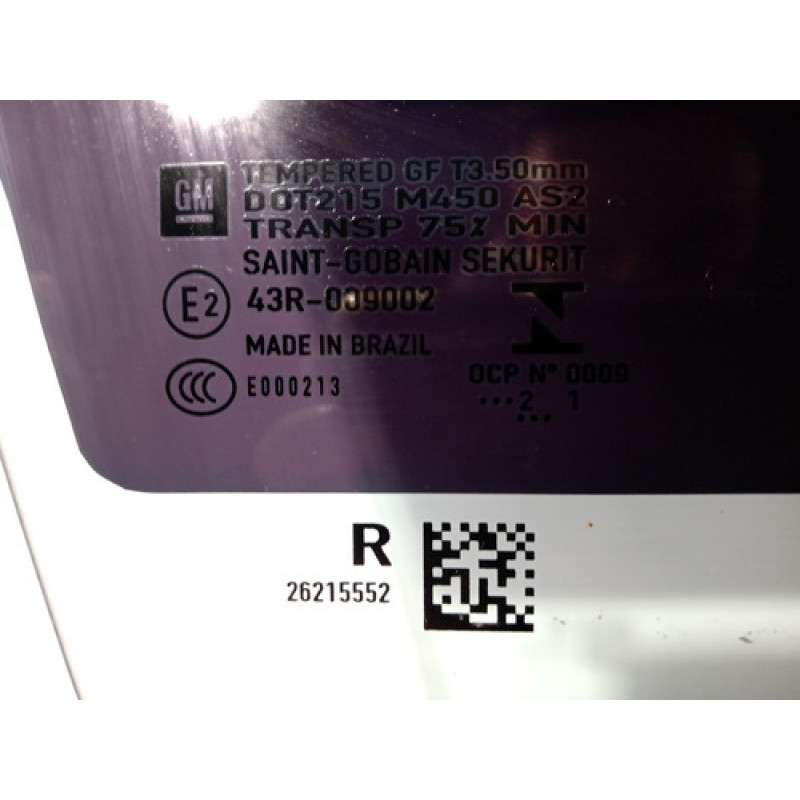 GM
TEMPERED GF T3.50mm
DOT215 M450 AS2
TRANSP 75% MIN
SAINT-GOBAIN SEKURIT
E2
43R-009002
MADE IN BRAZIL
CCC
E000213
OCP Nº 0009
•••2 1
•••
R
26215552